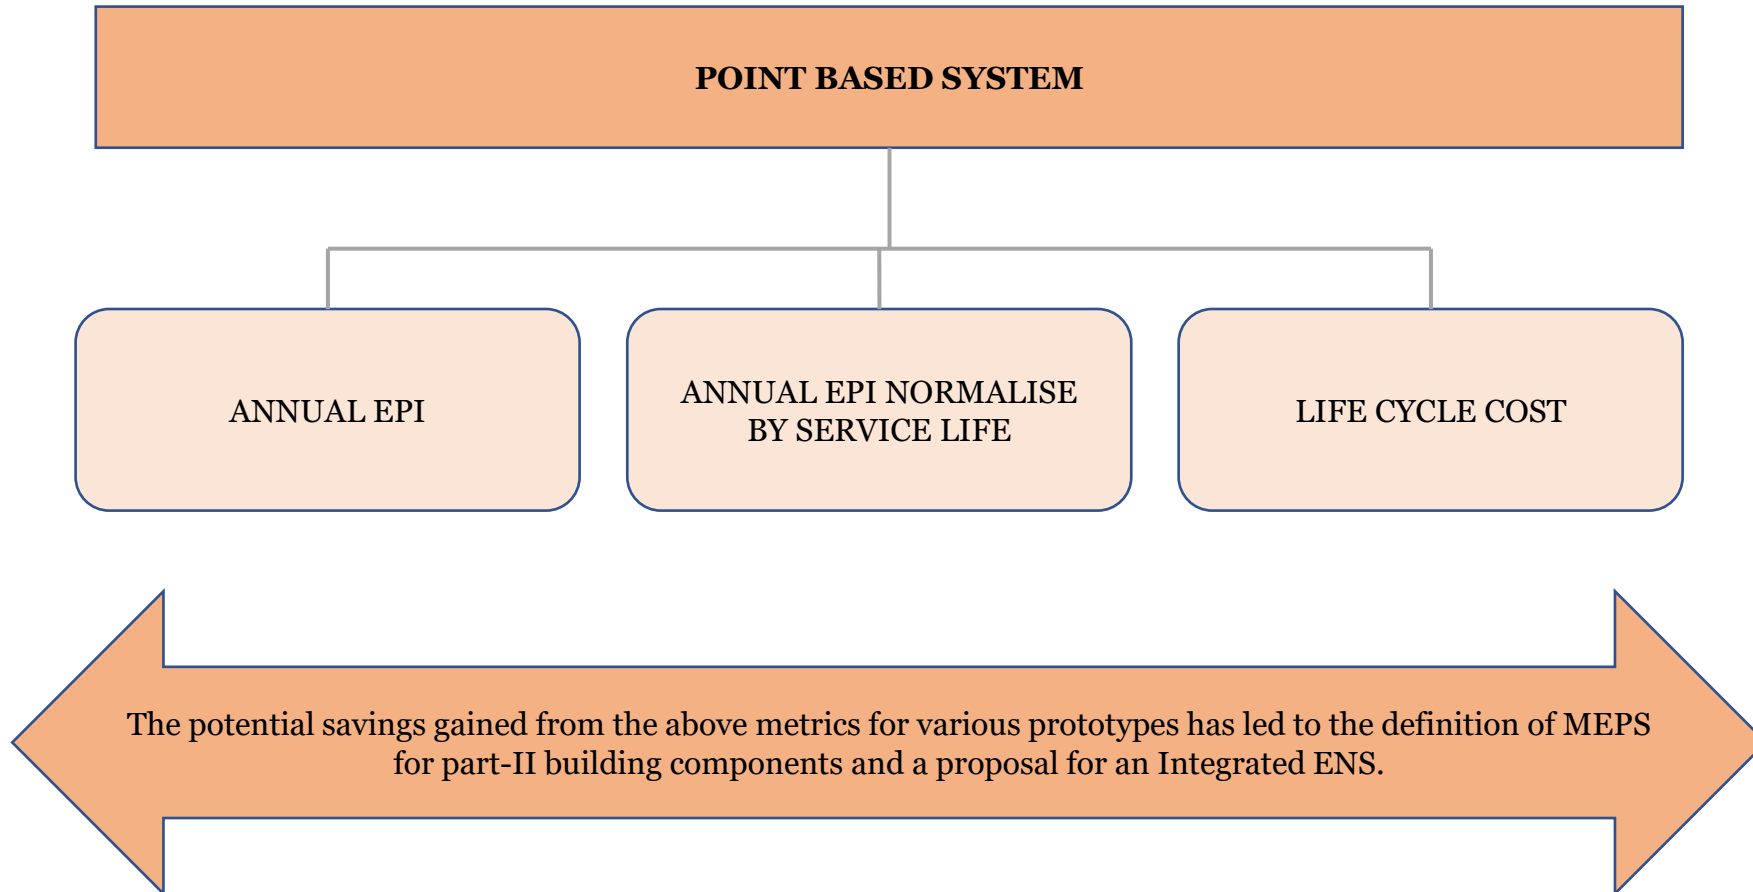 POINT BASED SYSTEM
ANNUAL EPI
ANNUAL EPI NORMALISE
BY SERVICE LIFE
LIFE CYCLE COST
The potential savings gained from the above metrics for various prototypes has led to the definition of MEPS
for part-II building components and a proposal for an Integrated ENS.